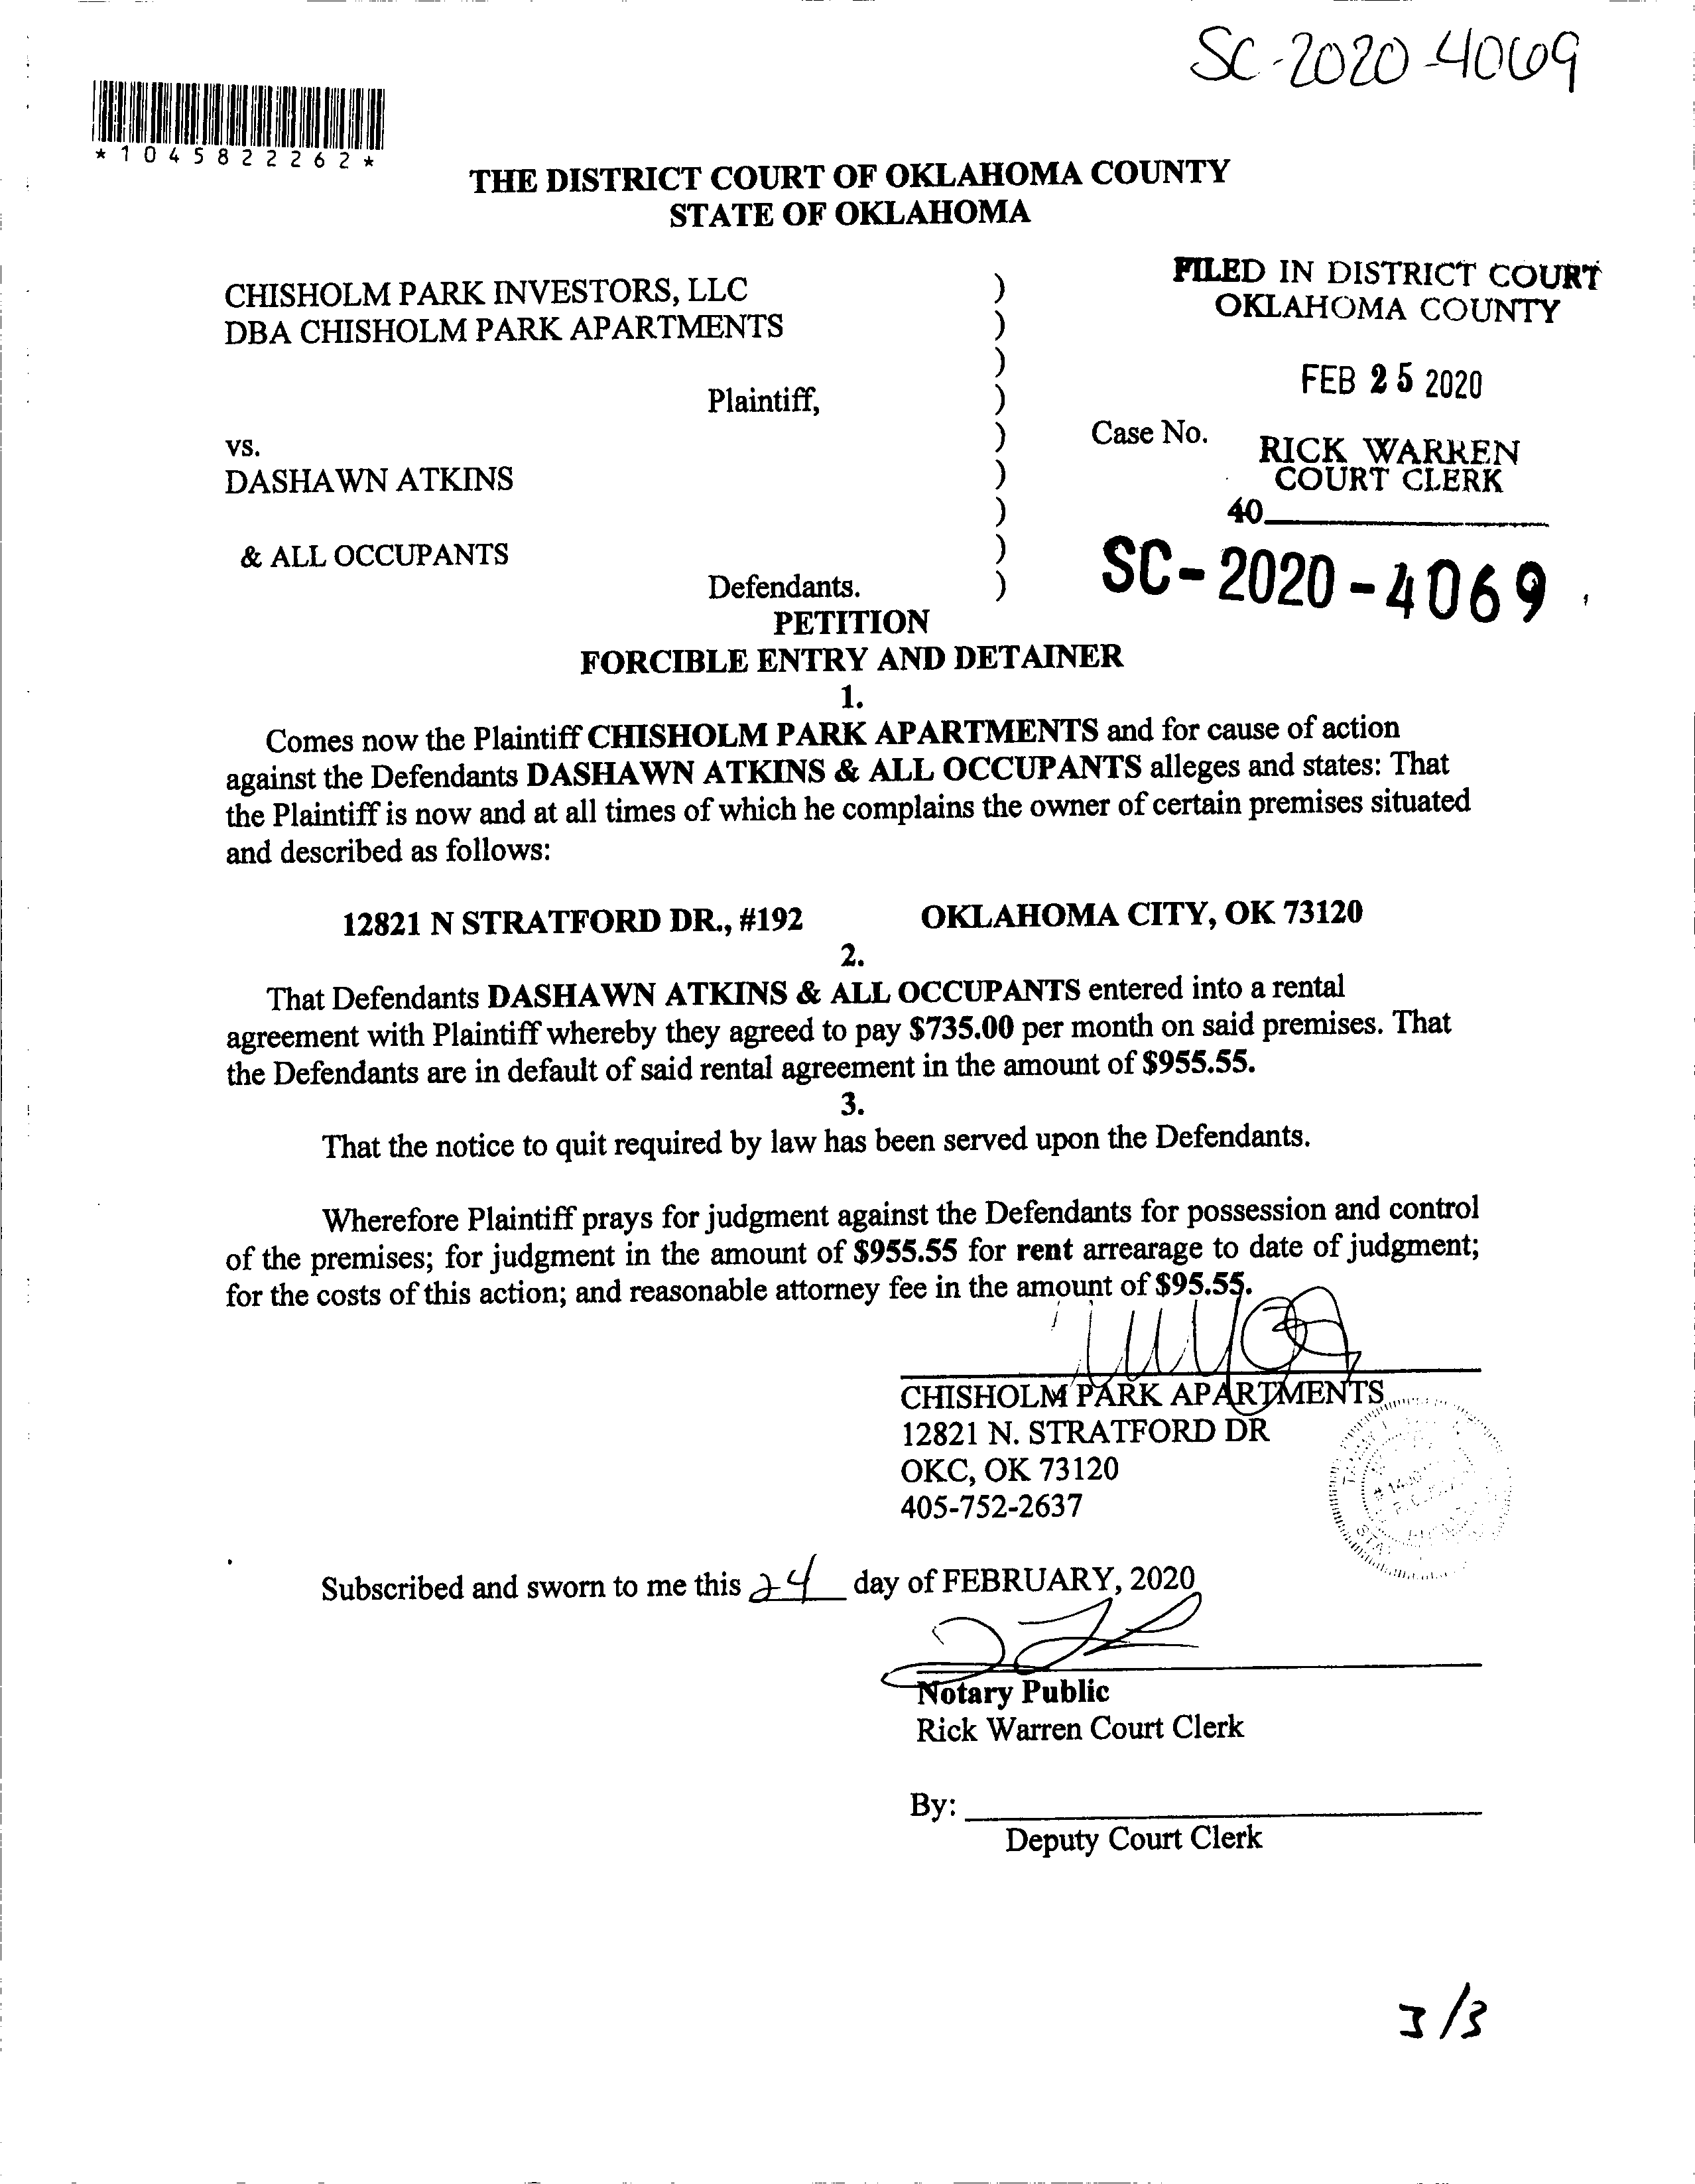 SC-2020-4069
*1045822262*
THE DISTRICT COURT OF OKLAHOMA COUNTY
STATE OF OKLAHOMA
CHISHOLM PARK INVESTORS, LLC )
DBA CHISHOLM PARK APARTMENTS )
)
Plaintiff, )
vs. )
DASHAWN ATKINS )
)
& ALL OCCUPANTS )
Defendants. )
FILED IN DISTRICT COURT
OKLAHOMA COUNTY
FEB 25 2020
Case No.
RICK WARREN
COURT CLERK
40
SC-2020-4069
PETITION
FORCIBLE ENTRY AND DETAINER
1.
Comes now the Plaintiff CHISHOLM PARK APARTMENTS and for cause of action
against the Defendants DASHAWN ATKINS & ALL OCCUPANTS alleges and states: That
the Plaintiff is now and at all times of which he complains the owner of certain premises situated
and described as follows:
12821 N STRATFORD DR., #192 OKLAHOMA CITY, OK 73120
2.
That Defendants DASHAWN ATKINS & ALL OCCUPANTS entered into a rental
agreement with Plaintiff whereby they agreed to pay $735.00 per month on said premises. That
the Defendants are in default of said rental agreement in the amount of $955.55.
3.
That the notice to quit required by law has been served upon the Defendants.
Wherefore Plaintiff prays for judgment against the Defendants for possession and control
of the premises; for judgment in the amount of $955.55 for rent arrearage to date of judgment;
for the costs of this action; and reasonable attorney fee in the amount of $95.55.
CHISHOLM PARK APARTMENTS
12821 N. STRATFORD DR
OKC, OK 73120
405-752-2637
Subscribed and sworn to me this 24 day of FEBRUARY, 2020
Notary Public
Rick Warren Court Clerk
By:
Deputy Court Clerk
3/3